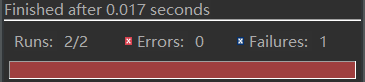 Finished after 0.017 seconds
Runs: 2/2 Errors: 0 Failures: 1